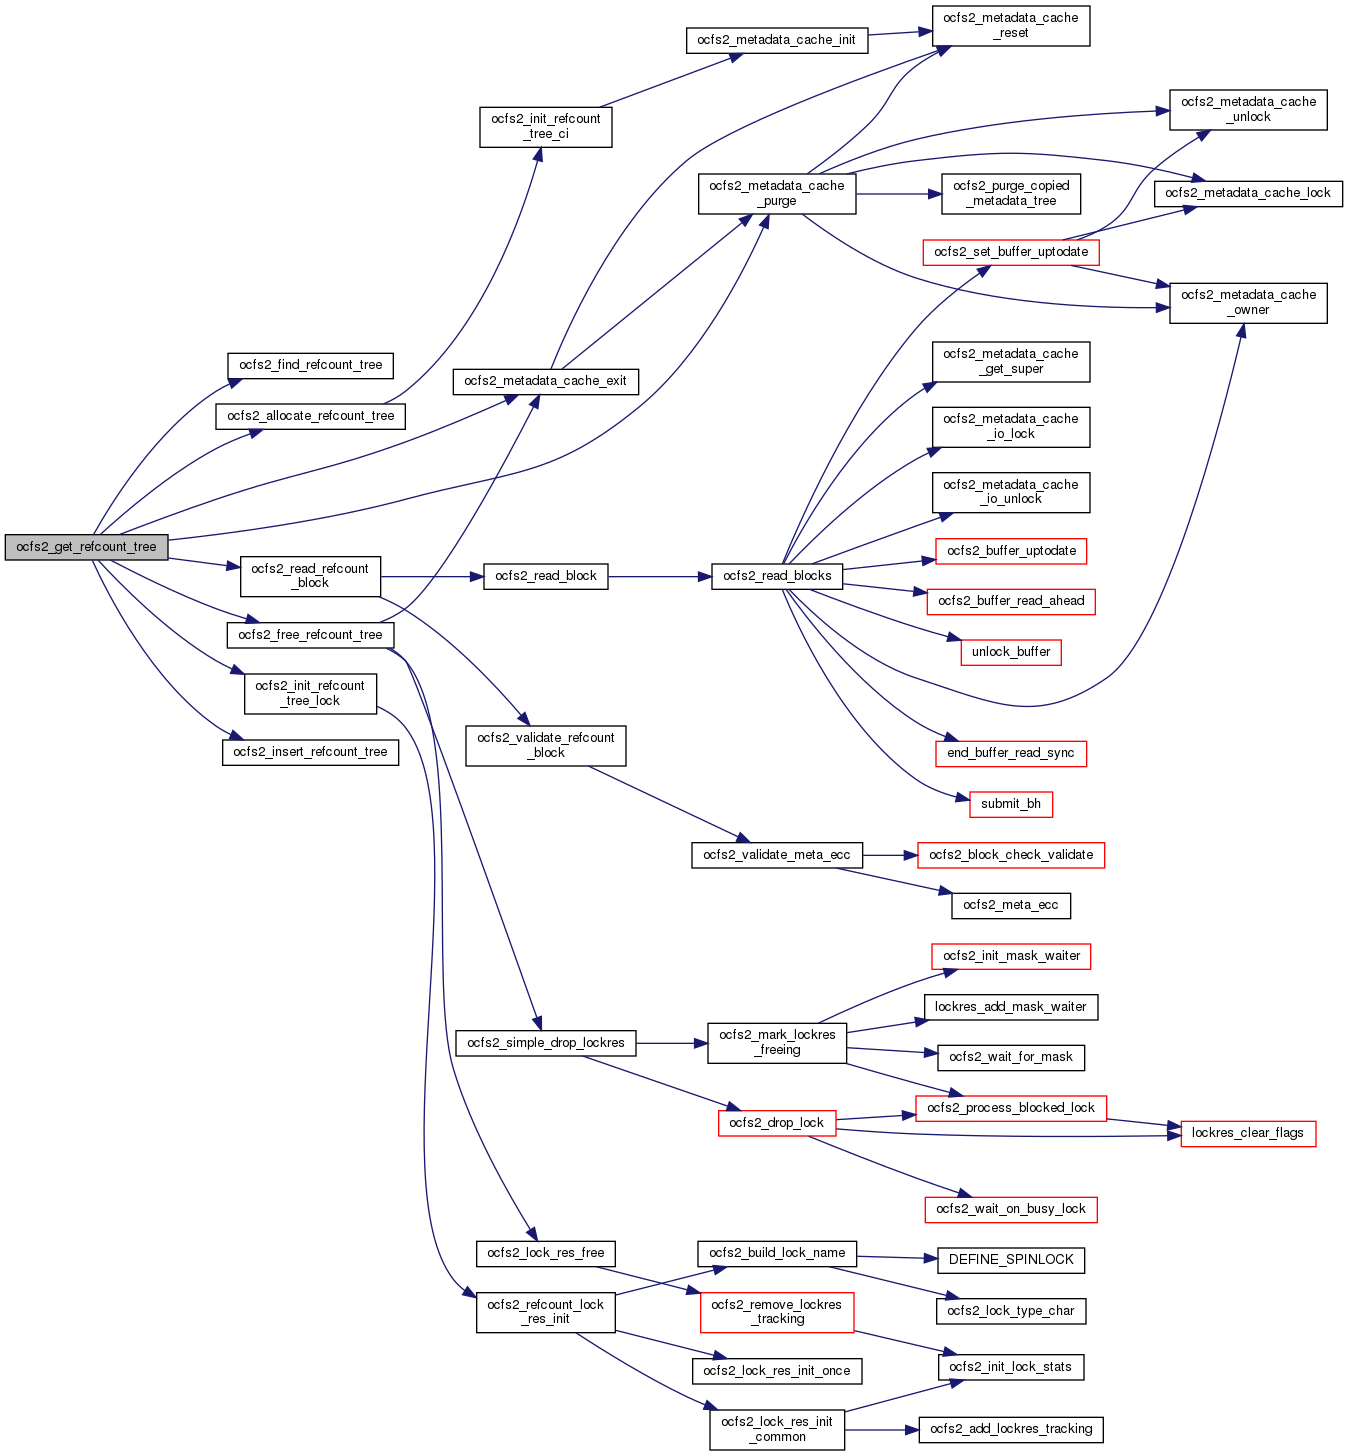 ocfs2_metadata_cache
_reset
ocfs2_metadata_cache_init
ocfs2_metadata_cache
_unlock
ocfs2_init_refcount
_tree_ci
ocfs2_metadata_cache
_purge
ocfs2_purge_copied
_metadata_tree
ocfs2_metadata_cache_lock
ocfs2_set_buffer_uptodate
ocfs2_metadata_cache
_owner
ocfs2_find_refcount_tree
ocfs2_metadata_cache
_get_super
ocfs2_metadata_cache_exit
ocfs2_allocate_refcount_tree
ocfs2_metadata_cache
_io_lock
ocfs2_metadata_cache
_io_unlock
ocfs2_get_refcount_tree
ocfs2_buffer_uptodate
ocfs2_read_refcount
_block
ocfs2_read_block
ocfs2_read_blocks
ocfs2_buffer_read_ahead
ocfs2_free_refcount_tree
unlock_buffer
ocfs2_init_refcount
_tree_lock
ocfs2_insert_refcount_tree
ocfs2_validate_refcount
_block
end_buffer_read_sync
submit_bh
ocfs2_validate_meta_ecc
ocfs2_block_check_validate
ocfs2_meta_ecc
ocfs2_init_mask_waiter
lockres_add_mask_waiter
ocfs2_simple_drop_lockres
ocfs2_mark_lockres
_freeing
ocfs2_wait_for_mask
ocfs2_process_blocked_lock
ocfs2_drop_lock
lockres_clear_flags
ocfs2_wait_on_busy_lock
ocfs2_lock_res_free
ocfs2_build_lock_name
DEFINE_SPINLOCK
ocfs2_refcount_lock
_res_init
ocfs2_remove_lockres
_tracking
ocfs2_lock_type_char
ocfs2_lock_res_init_once
ocfs2_init_lock_stats
ocfs2_lock_res_init
_common
ocfs2_add_lockres_tracking